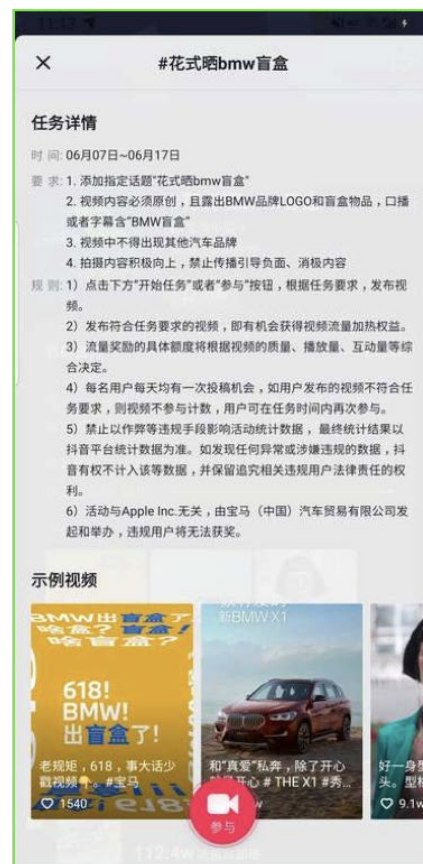 11:13
#花式晒bmw盲盒
任务详情
时 间: 06月07日~06月17日
要 求: 1. 添加指定话题"花式晒bmw盲盒"
2. 视频内容必须原创，且露出BMW品牌LOGO和盲盒物品，口播
或者字幕含"BMW盲盒"
3. 视频中不得出现其他汽车品牌
4. 拍摄内容积极向上，禁止传播引导负面、消极内容
规 则: 1）点击下方"开始任务"或者"参与"按钮，根据任务要求，发布视
频。
2）发布符合任务要求的视频，即有机会获得视频流量加热权益。
3）流量奖励的具体额度将根据视频的质量、播放量、互动量等综
合决定。
4）每名用户每天均有一次投稿机会，如用户发布的视频不符合任
务要求，则视频不参与计数，用户可在任务时间内再次参与。
5）禁止以作弊等违规手段影响活动统计数据， 最终统计结果以
抖音平台统计数据为准。如发现任何异常或涉嫌违规的数据，抖
音有权不计入该等数据，并保留追究相关违规用户法律责任的权
利。
6）活动与Apple Inc.无关，由宝马（中国）汽车贸易有限公司发
起和举办，违规用户将无法获奖。
示例视频
BMW出盲盒了
啥盒？盲盒！
啥盲盒？
618!
BMW!
出盲盒了!
老规矩，618，事大话少
戳视频👇。#宝马
1540
新BMW X1
和"真爱"私奔，除了开心
就是开心 # THE X1 #秀...
w
好一身型
头。型
9.1w
参与
112.4w